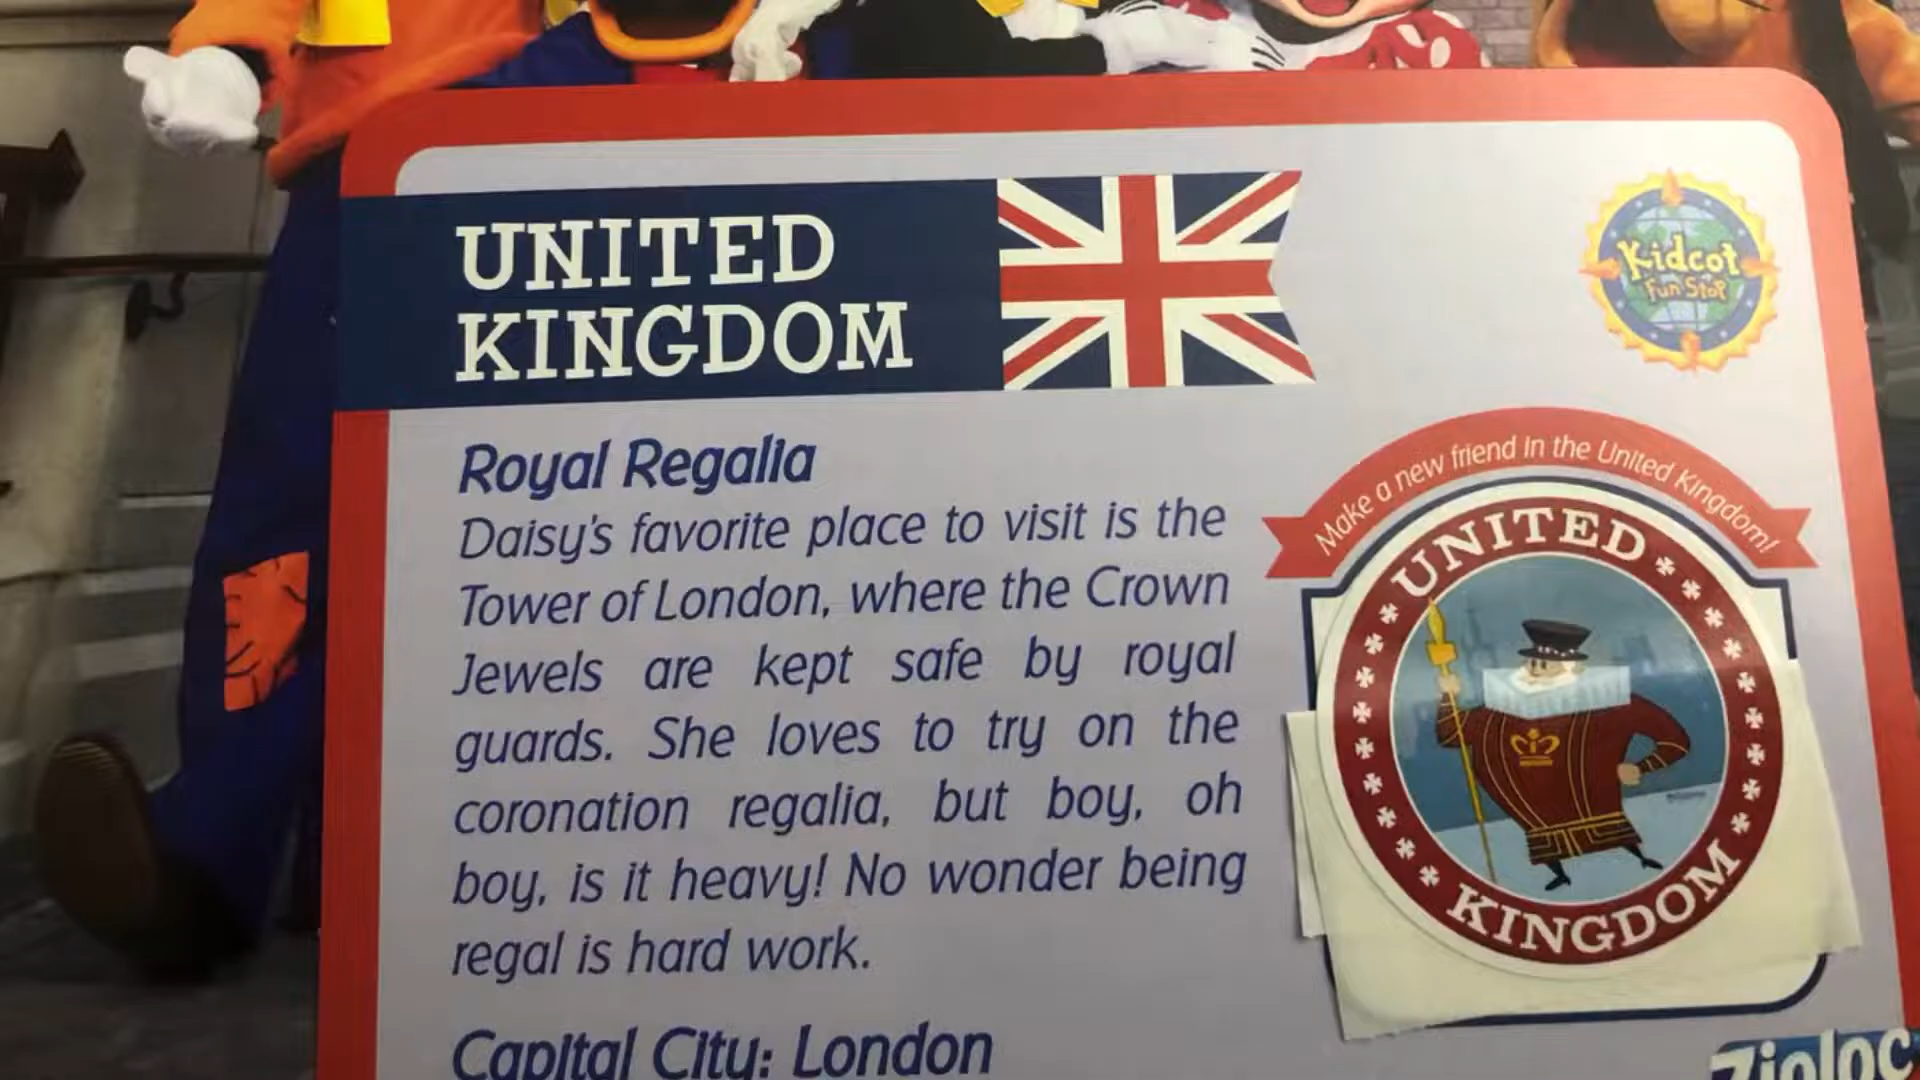 UNITED
KINGDOM
Kidcot
Fun Stop
Royal Regalia
Daisy's favorite place to visit is the
Tower of London, where the Crown
Jewels are kept safe by royal
guards. She loves to try on the
coronation regalia, but boy, oh
boy, is it heavy! No wonder being
regal is hard work.
Make a new friend in the United Kingdom!
UNITED
KINGDOM
Capital City: London
Ziploc